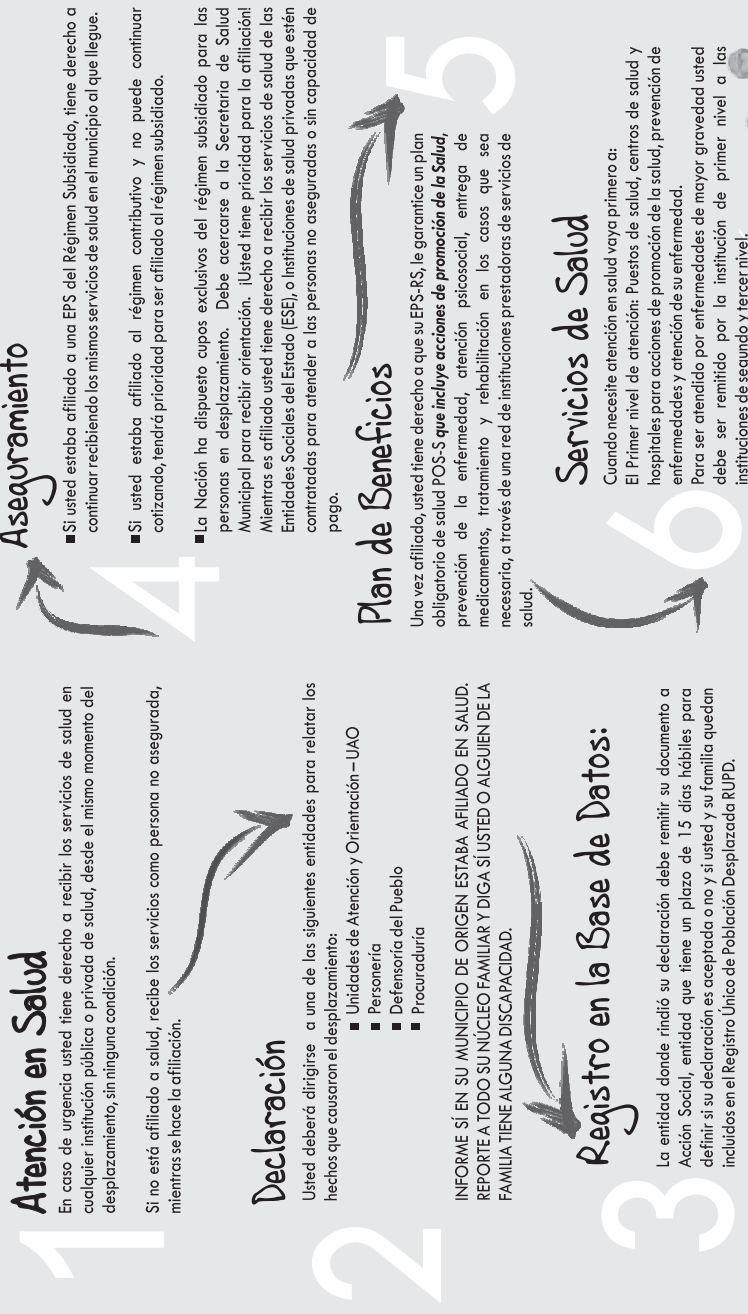 1
Atención en Salud
En caso de urgencia usted tiene derecho a recibir los servicios de salud en
cualquier institución pública o privada de salud, desde el mismo momento del
desplazamiento, sin ninguna condición.
Si no está afiliado a salud, recibe los servicios como persona no asegurada,
mientras se hace la afiliación.
2
Declaración
Usted deberá dirigirse a una de las siguientes entidades para relatar los
hechos que causaron el desplazamiento:
■ Unidades de Atención y Orientación – UAO
■ Personería
■ Defensoría del Pueblo
■ Procuraduría
INFORME SÍ EN SU MUNICIPIO DE ORIGEN ESTABA AFILIADO EN SALUD.
REPORTE A TODO SU NÚCLEO FAMILIAR Y DIGA SÍ USTED O ALGUIEN DE LA
FAMILIA TIENE ALGUNA DISCAPACIDAD.
3
Registro en la Base de Datos:
La entidad donde rindió su declaración debe remitir su documento a
Acción Social, entidad que tiene un plazo de 15 días hábiles para
definir si su declaración es aceptada o no y si usted y su familia quedan
incluidos en el Registro Único de Población Desplazada RUPD.
4
Aseguramiento
■ Si usted estaba afiliado a una EPS del Régimen Subsidiado, tiene derecho a
continuar recibiendo los mismos servicios de salud en el municipio al que llegue.
■ Si usted estaba afiliado al régimen contributivo y no puede continuar
cotizando, tendrá prioridad para ser afiliado al régimen subsidiado.
■ La Nación ha dispuesto cupos exclusivos del régimen subsidiado para las
personas en desplazamiento. Debe acercarse a la Secretaría de Salud
Municipal para recibir orientación. ¡Usted tiene prioridad para la afiliación!
Mientras es afiliado usted tiene derecho a recibir los servicios de salud de las
Entidades Sociales del Estado (ESE), o Instituciones de salud privadas que estén
contratadas para atender a las personas no aseguradas o sin capacidad de
pago.
5
Plan de Beneficios
Una vez afiliado, usted tiene derecho a que su EPS-RS, le garantice un plan
obligatorio de salud POS-S que incluye acciones de promoción de la Salud,
prevención de la enfermedad, atención psicosocial, entrega de
medicamentos, tratamiento y rehabilitación en los casos que sea
necesaria, a través de una red de instituciones prestadoras de servicios de
salud.
6
Servicios de Salud
Cuando necesite atención en salud vaya primero a:
El Primer nivel de atención: Puestos de salud, centros de salud y
hospitales para acciones de promoción de la salud, prevención de
enfermedades y atención de su enfermedad.
Para ser atendido por enfermedades de mayor gravedad usted
debe ser remitido por la institución de primer nivel a las
instituciones de segundo y tercer nivel.